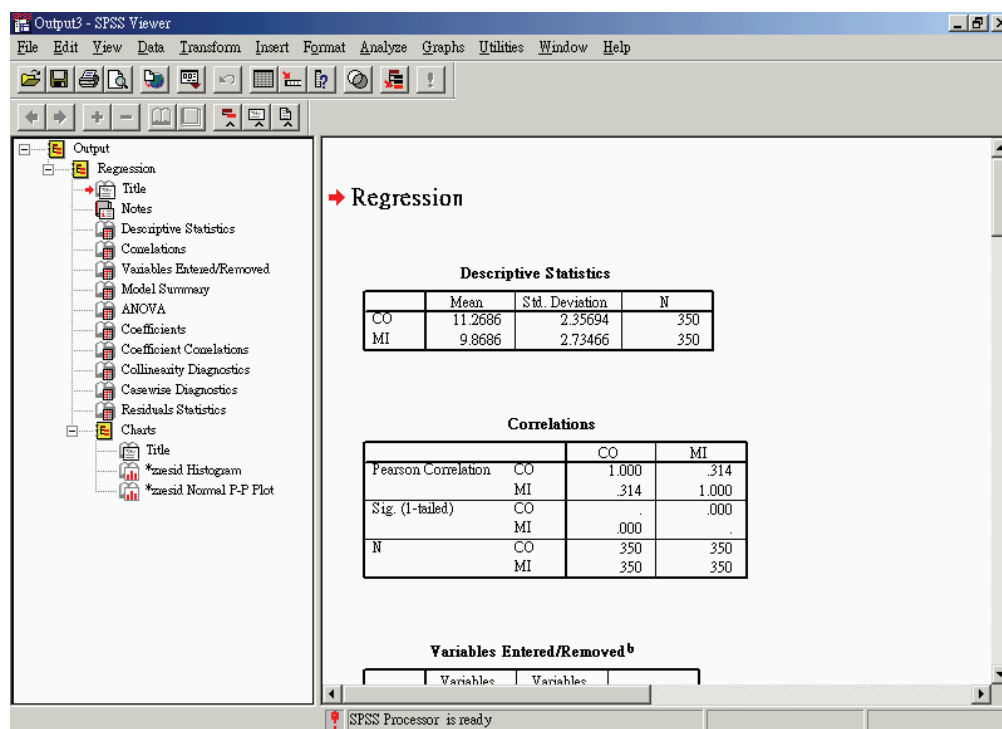 Output3 - SPSS Viewer
File Edit View Data Transform Insert Format Analyze Graphs Utilities Window Help
Output
Regression
Title
Notes
Descriptive Statistics
Correlations
Variables Entered/Removed
Model Summary
ANOVA
Coefficients
Coefficient Correlations
Collinearity Diagnostics
Casewise Diagnostics
Residuals Statistics
Charts
Title
*zresid Histogram
*zresid Normal P-P Plot
Regression
Descriptive Statistics
Mean Std. Deviation N
CO 11.2686 2.35694 350
MI 9.8686 2.73466 350
Correlations
CO MI
Pearson Correlation CO 1.000 .314
MI .314 1.000
Sig. (1-tailed) CO . .000
MI .000 .
N CO 350 350
MI 350 350
Variables Entered/Removed b
Variables Variables
SPSS Processor is ready